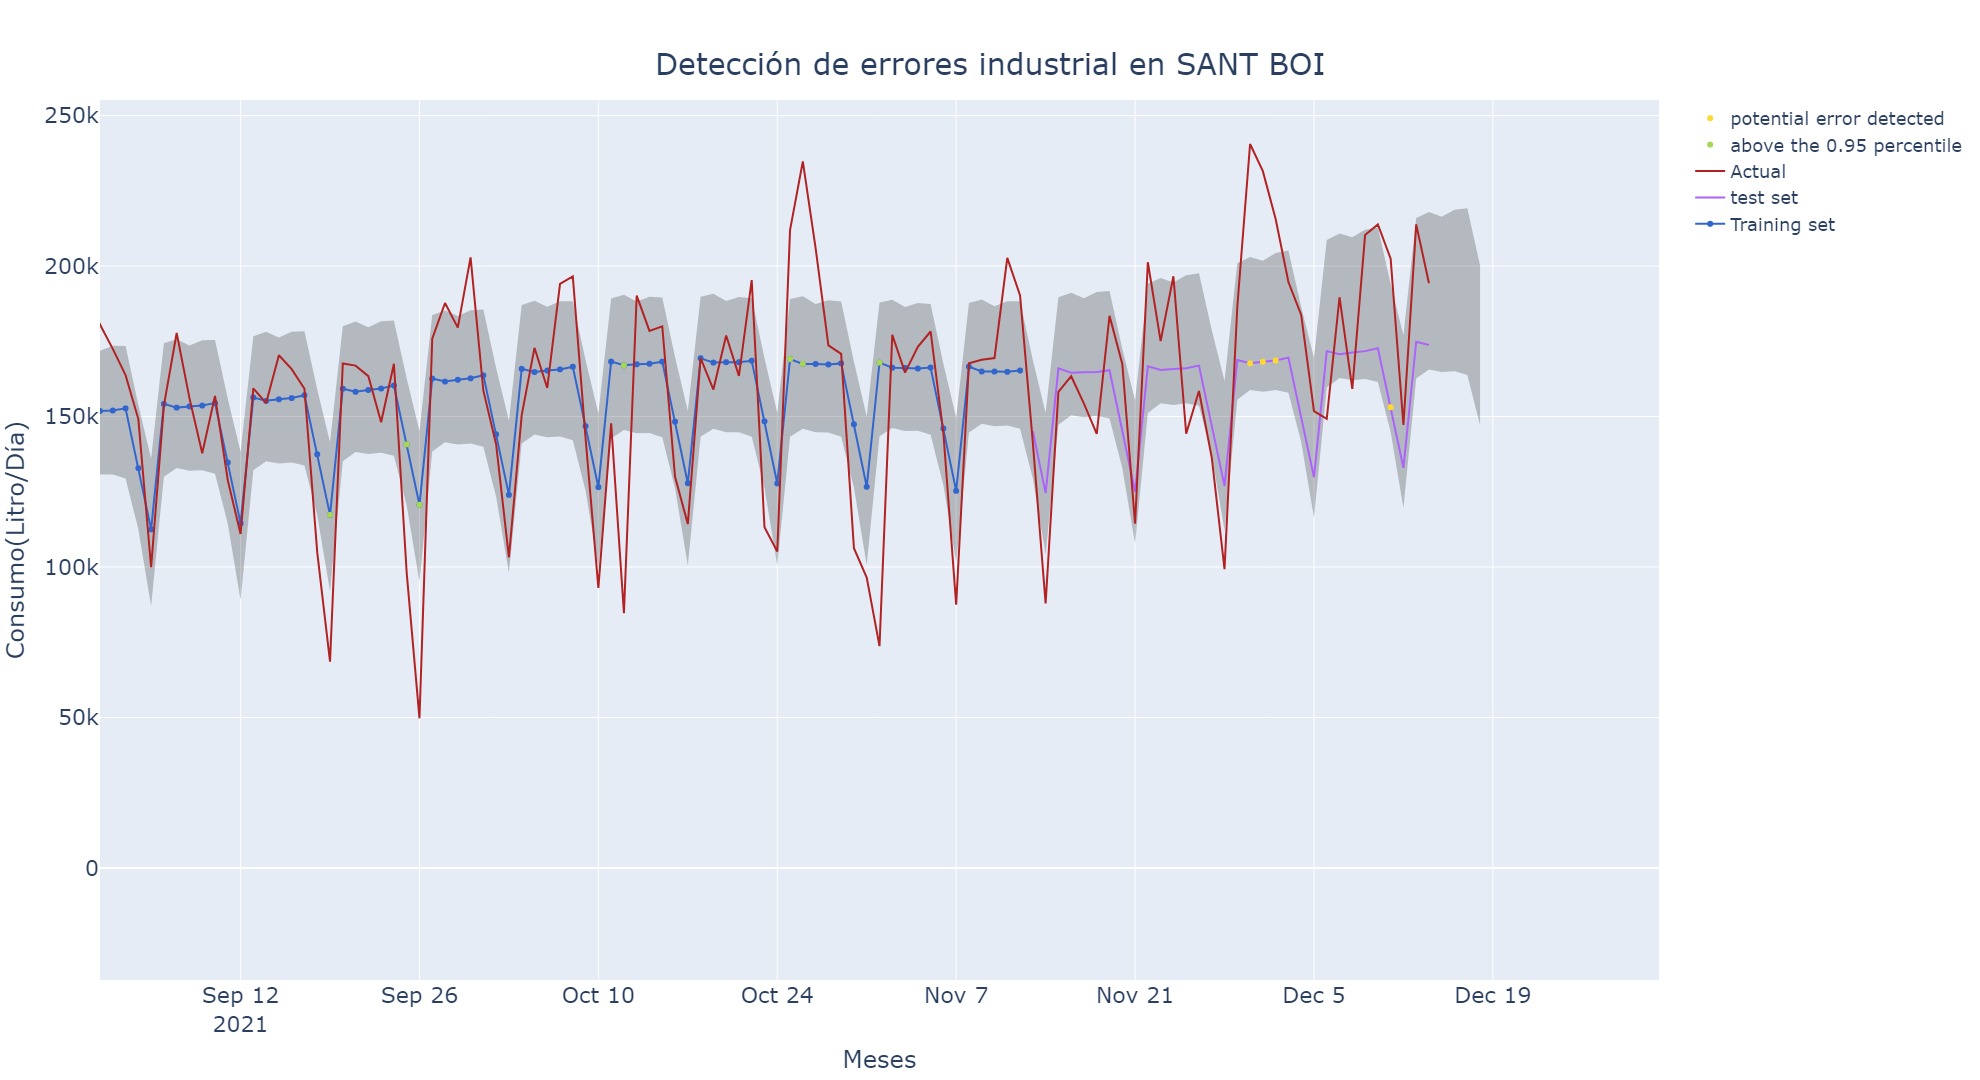 Detección de errores industrial en SANT BOI
250k
200k
150k
100k
50k
0
Consumo(Litro/Día)
Sep 12
2021
Sep 26
Oct 10
Oct 24
Nov 7
Nov 21
Dec 5
Dec 19
Meses
potential error detected
above the 0.95 percentile
Actual
test set
Training set